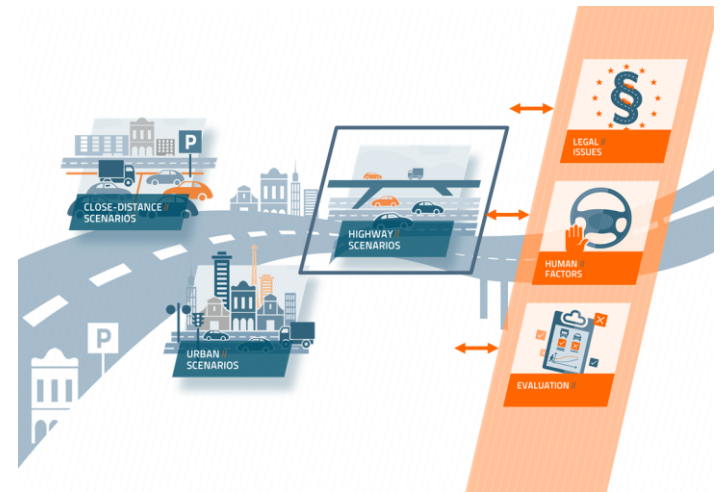 P
CLOSE-DISTANCE //
SCENARIOS
HIGHWAY //
SCENARIOS
URBAN //
SCENARIOS
P
§
LEGAL //
ISSUES
HUMAN //
FACTORS
EVALUATION //